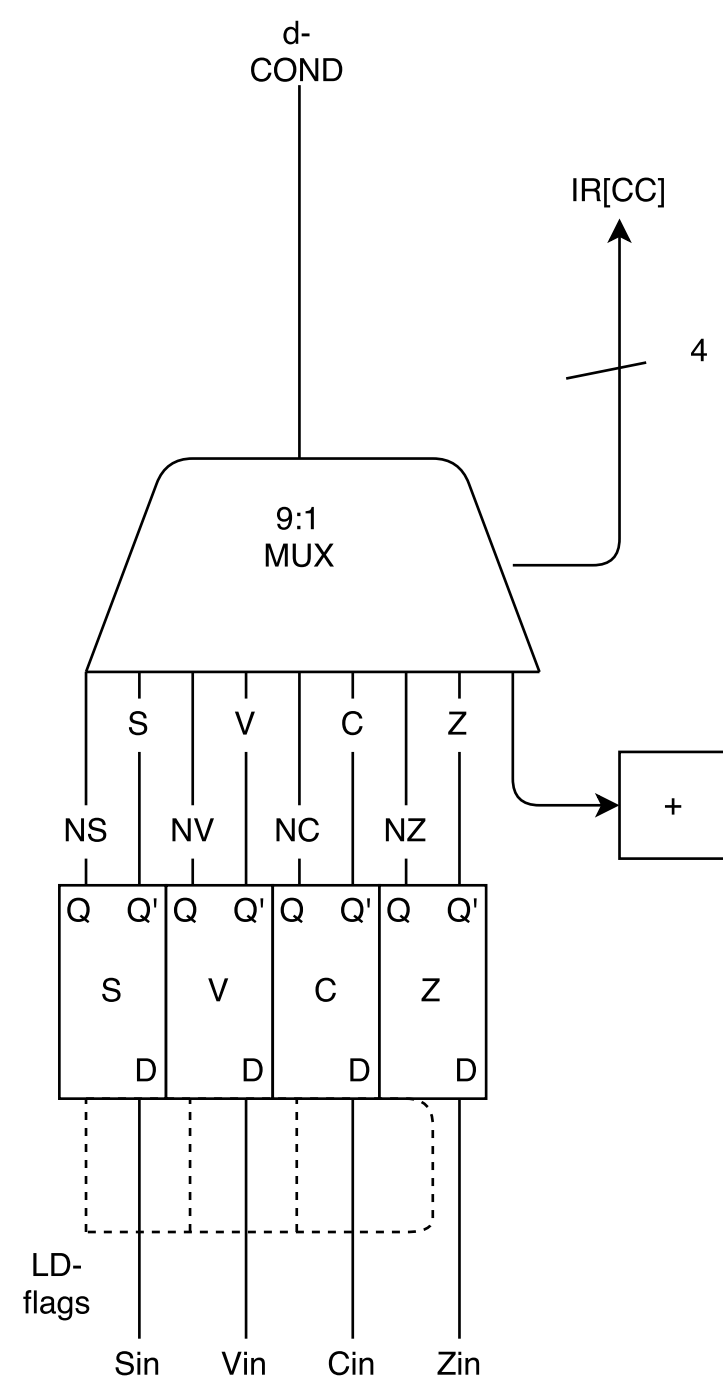 d-
COND
IR[CC]
4
9:1
MUX
S V C Z
+
NS NV NC NZ
Q Q' Q Q' Q Q' Q Q'
S V C Z
D D D D
LD-
flags
Sin Vin Cin Zin